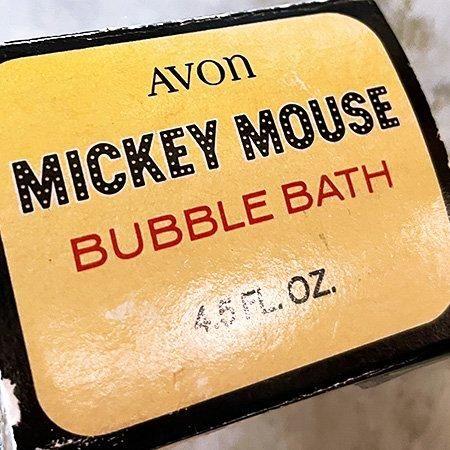 AVON
MICKEY MOUSE
BUBBLE BATH
4.5 FL. OZ.